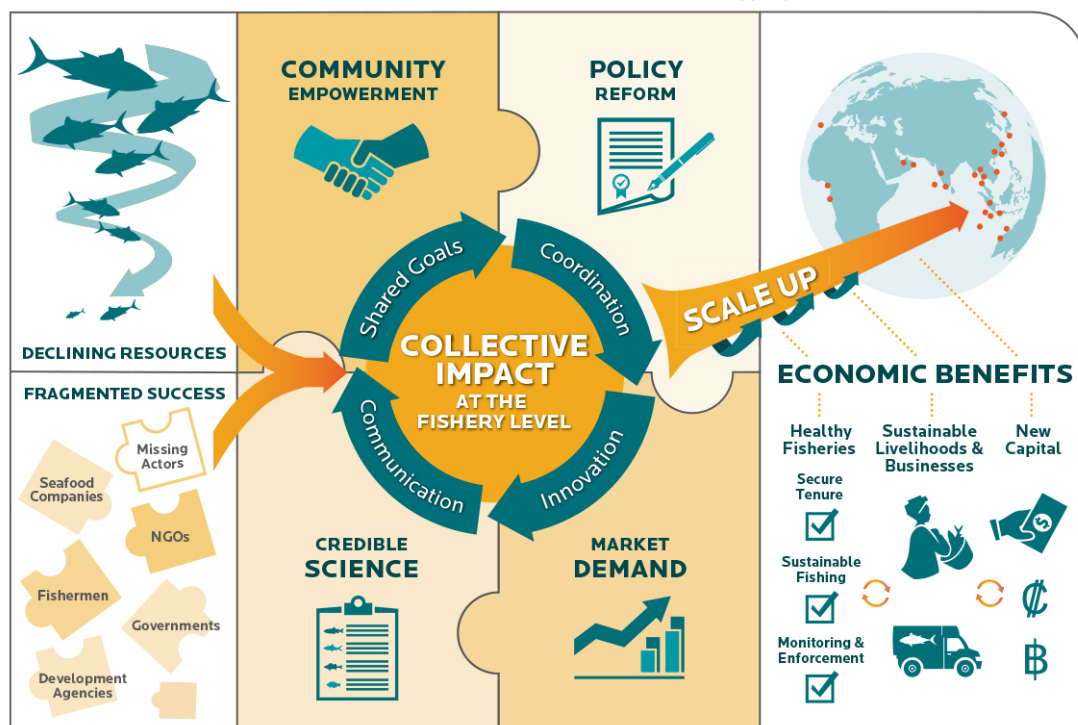 DECLINING RESOURCES
FRAGMENTED SUCCESS
Missing
Actors
Seafood
Companies
NGOs
Fishermen
Governments
Development
Agencies
COMMUNITY
EMPOWERMENT
POLICY
REFORM
Shared Goals
Coordination
Innovation
Communication
COLLECTIVE
IMPACT
AT THE
FISHERY LEVEL
CREDIBLE
SCIENCE
MARKET
DEMAND
SCALE UP
ECONOMIC BENEFITS
Healthy
Fisheries
Secure
Tenure
Sustainable
Fishing
Monitoring &
Enforcement
Sustainable
Livelihoods &
Businesses
New
Capital
$
₡
฿